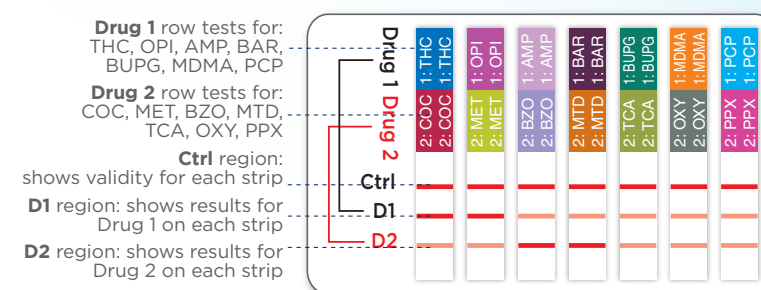 Drug 1 row tests for:
THC, OPI, AMP, BAR,
BUPG, MDMA, PCP
Drug 2 row tests for:
COC, MET, BZO, MTD,
TCA, OXY, PPX
Ctrl region:
shows validity for each strip
D1 region: shows results for
Drug 1 on each strip
D2 region: shows results for
Drug 2 on each strip
Drug 1 Drug 2
Ctrl
D1
D2
2: COC 1: THC
2: COC 1: THC
2: MET 1: OPI
2: MET 1: OPI
2: BZO 1: AMP
2: BZO 1: AMP
2: MTD 1: BAR
2: MTD 1: BAR
2: TCA 1: BUPG
2: TCA 1: BUPG
2: OXY 1: MDMA
2: OXY 1: MDMA
2: PPX 1: PCP
2: PPX 1: PCP